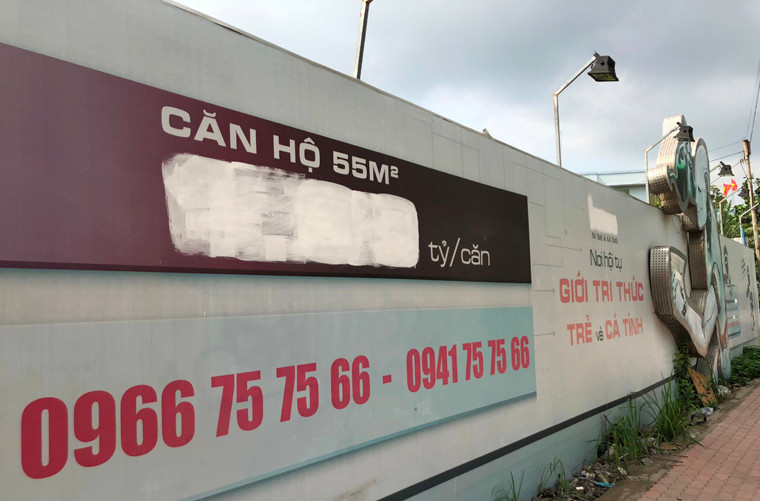 CĂN HỘ 55M²
tỷ/căn
0966 75 75 66 - 0941 75 75 66
Nơi hội tụ
GIỚI TRI THỨC
TRẺ và CÁ TÍNH